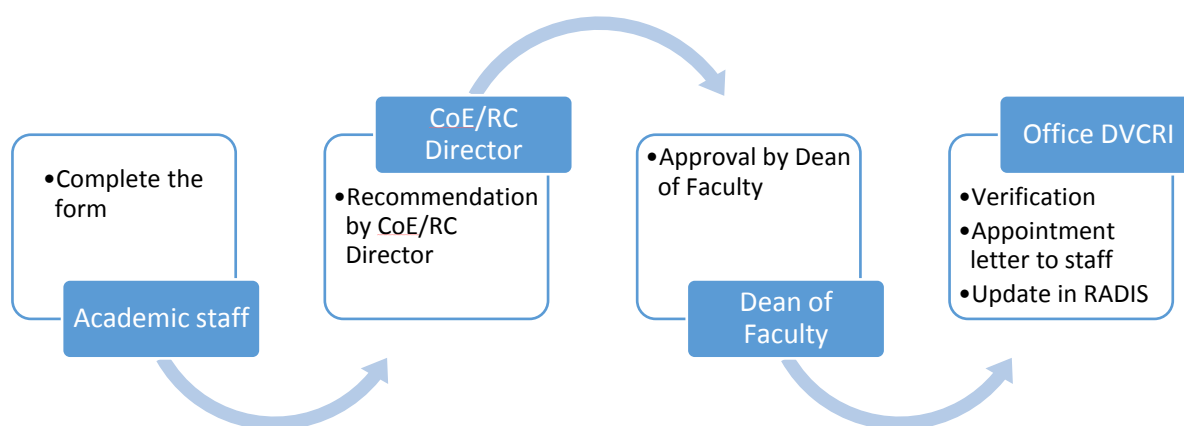 •Complete the
form
Academic staff
CoE/RC
Director
•Recommendation
by CoE/RC
Director
•Approval by Dean
of Faculty
Dean of
Faculty
Office DVCRI
•Verification
•Appointment
letter to staff
•Update in RADIS